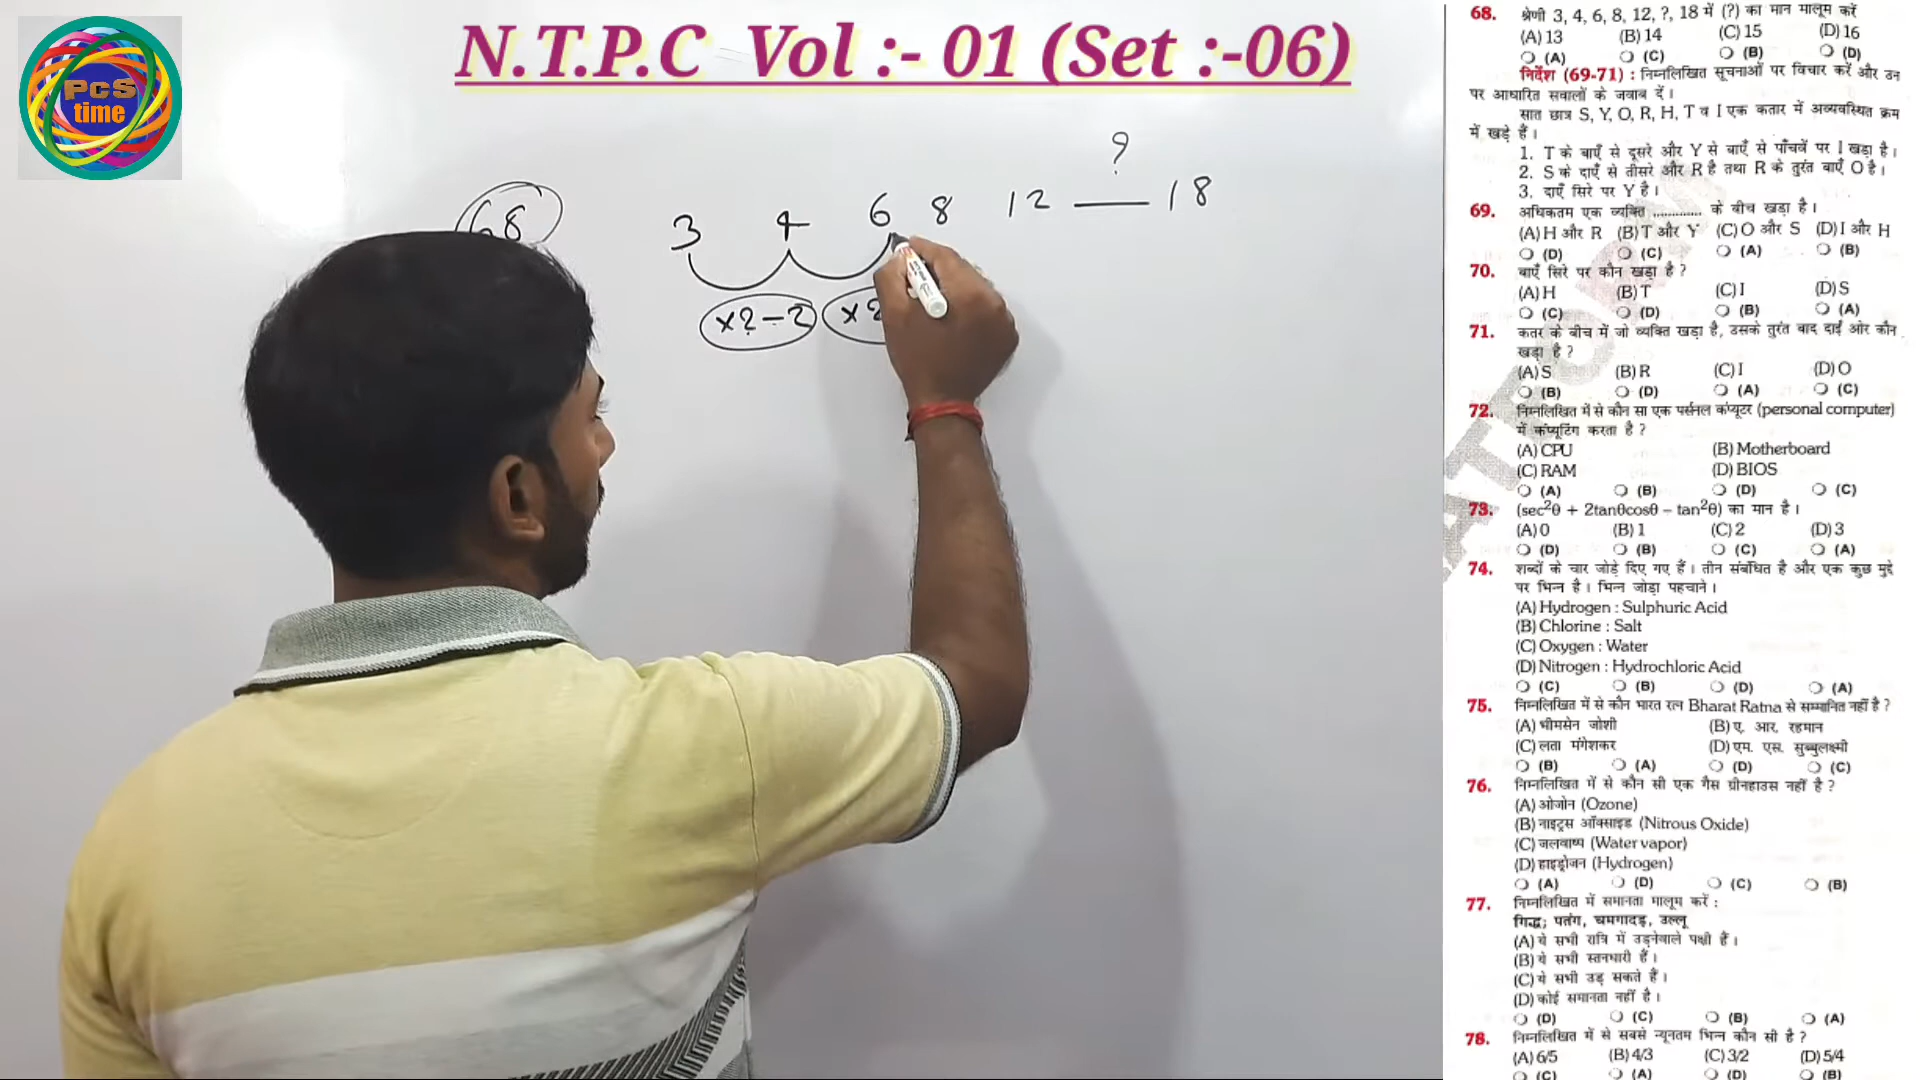 PcS
time
N.T.P.C Vol :- 01 (Set :-06)
68
3 4 6 8 12 ? 18
×2-2 ×2
68. श्रेणी 3, 4, 6, 8, 12, ?, 18 में (?) का मान मालूम करें
(A) 13 (B) 14 (C) 15 (D) 16
(A) (C) (B) (D)
निर्देश (69-71) : निम्नलिखित सूचनाओं पर विचार करें और उन
पर आधारित सवालों के जवाब दें।
सात छात्र S, Y, O, R, H, T व I एक कतार में अव्यवस्थित क्रम
में खड़े हैं।
1. T के बाएँ से दूसरे और Y से बाएँ से पाँचवें पर I खड़ा है।
2. S के दाएँ से तीसरे और R है तथा R के तुरंत बाएँ O है।
3. दाएँ सिरे पर Y है।
69. अधिकतम एक व्यक्ति .............. के बीच खड़ा है।
(A) H और R (B) T और Y (C) O और S (D) I और H
(D) (C) (A) (B)
70. बाएँ सिरे पर कौन खड़ा है ?
(A) H (B) T (C) I (D) S
(C) (D) (B) (A)
71. कतर के बीच में जो व्यक्ति खड़ा है, उसके तुरंत बाद दाईं ओर कौन
खड़ा है ?
(A) S (B) R (C) I (D) O
(B) (D) (A) (C)
72. निम्नलिखित में से कौन सा एक पर्सनल कंप्यूटर (personal computer)
में कंप्यूटिंग करता है ?
(A) CPU (B) Motherboard
(C) RAM (D) BIOS
(A) (B) (D) (C)
73. (sec²θ + 2tanθcosθ – tan²θ) का मान है।
(A) 0 (B) 1 (C) 2 (D) 3
(D) (B) (C) (A)
74. शब्दों के चार जोड़े दिए गए हैं। तीन संबंधित है और एक कुछ मुद्दे
पर भिन्न है। भिन्न जोड़ा पहचाने।
(A) Hydrogen : Sulphuric Acid
(B) Chlorine : Salt
(C) Oxygen : Water
(D) Nitrogen : Hydrochloric Acid
(C) (B) (D) (A)
75. निम्नलिखित में से कौन भारत रत्न Bharat Ratna से सम्मानित नहीं है ?
(A) भीमसेन जोशी (B) ए. आर. रहमान
(C) लता मंगेशकर (D) एम. एस. सुब्बुलक्ष्मी
(B) (A) (D) (C)
76. निम्नलिखित में से कौन सी एक गैस ग्रीनहाउस नहीं है ?
(A) ओजोन (Ozone)
(B) नाइट्रस ऑक्साइड (Nitrous Oxide)
(C) जलवाष्प (Water vapor)
(D) हाइड्रोजन (Hydrogen)
(A) (D) (C) (B)
77. निम्नलिखित में समानता मालूम करें :
गिद्ध; पतंग, चमगादड़, उल्लू
(A) ये सभी रात्रि में उड़नेवाले पक्षी हैं।
(B) ये सभी स्तनधारी हैं।
(C) ये सभी उड़ सकते हैं।
(D) कोई समानता नहीं है।
(D) (C) (B) (A)
78. निम्नलिखित में से सबसे न्यूनतम भिन्न कौन सी है ?
(A) 6/5 (B) 4/3 (C) 3/2 (D) 5/4
(C) (A) (D) (B)